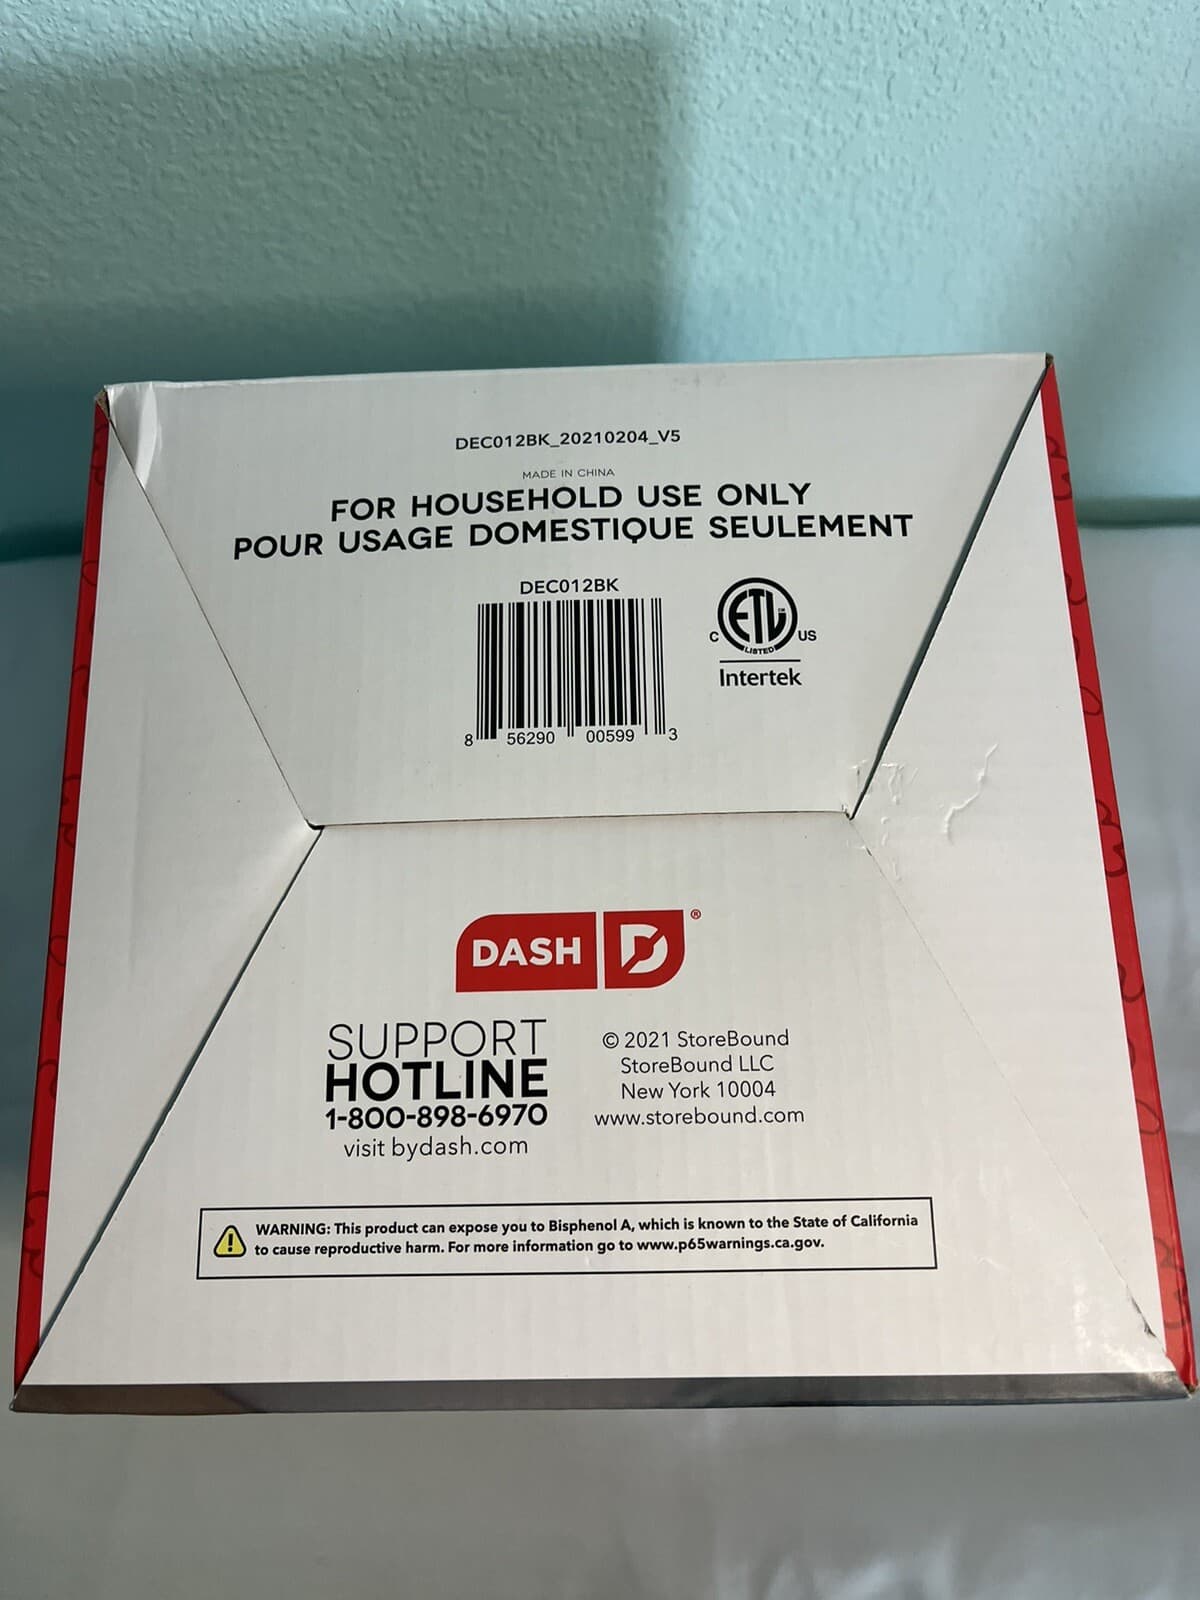 DEC012BK_20210204_V5
MADE IN CHINA
FOR HOUSEHOLD USE ONLY
POUR USAGE DOMESTIQUE SEULEMENT
DEC012BK
8 56290 00599 3
C ETL US
LISTED
Intertek
DASH D ®
SUPPORT
HOTLINE
1-800-898-6970
visit bydash.com
© 2021 StoreBound
StoreBound LLC
New York 10004
www.storebound.com
WARNING: This product can expose you to Bisphenol A, which is known to the State of California
to cause reproductive harm. For more information go to www.p65warnings.ca.gov.